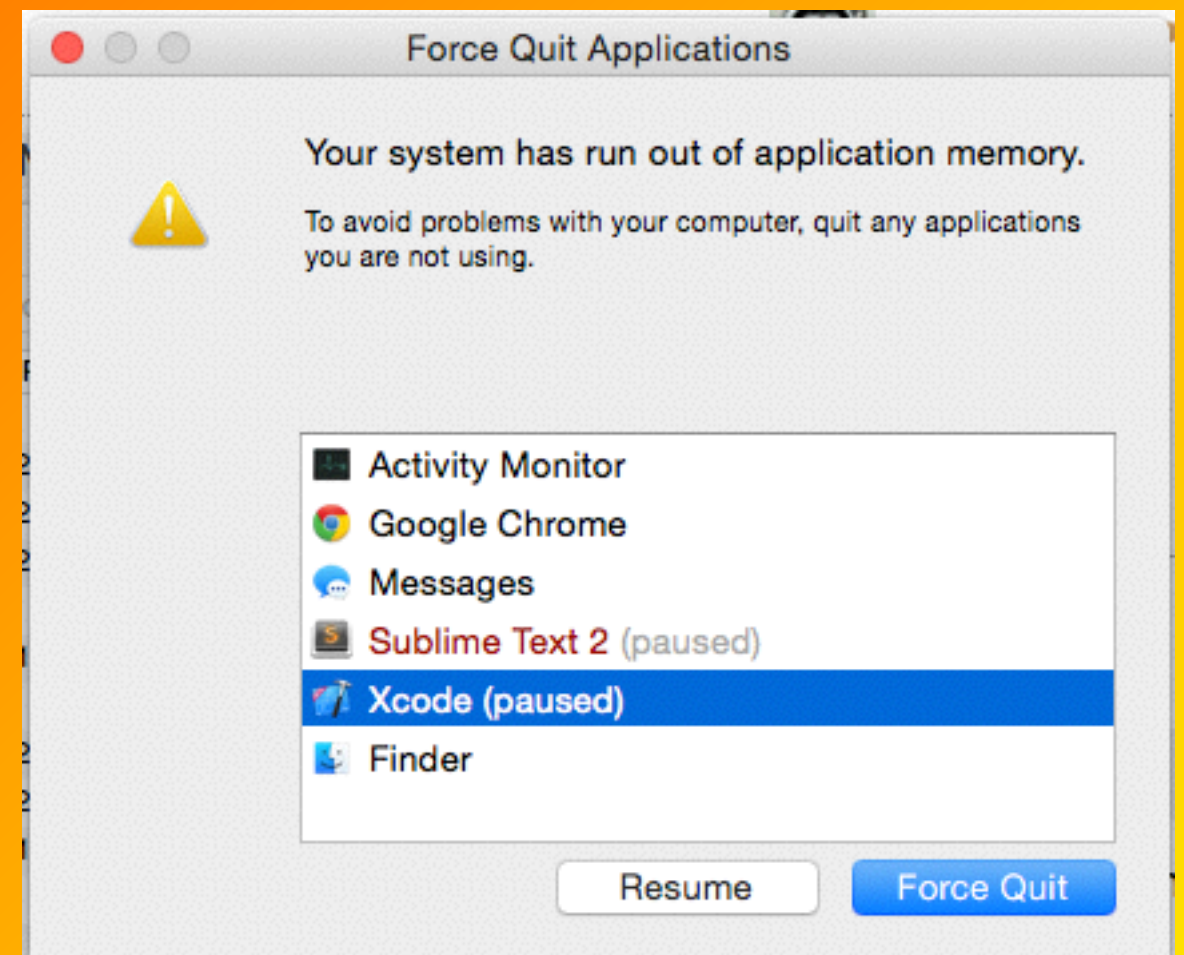 Force Quit Applications
Your system has run out of application memory.
To avoid problems with your computer, quit any applications
you are not using.
Activity Monitor
Google Chrome
Messages
Sublime Text 2 (paused)
Xcode (paused)
Finder
Resume
Force Quit